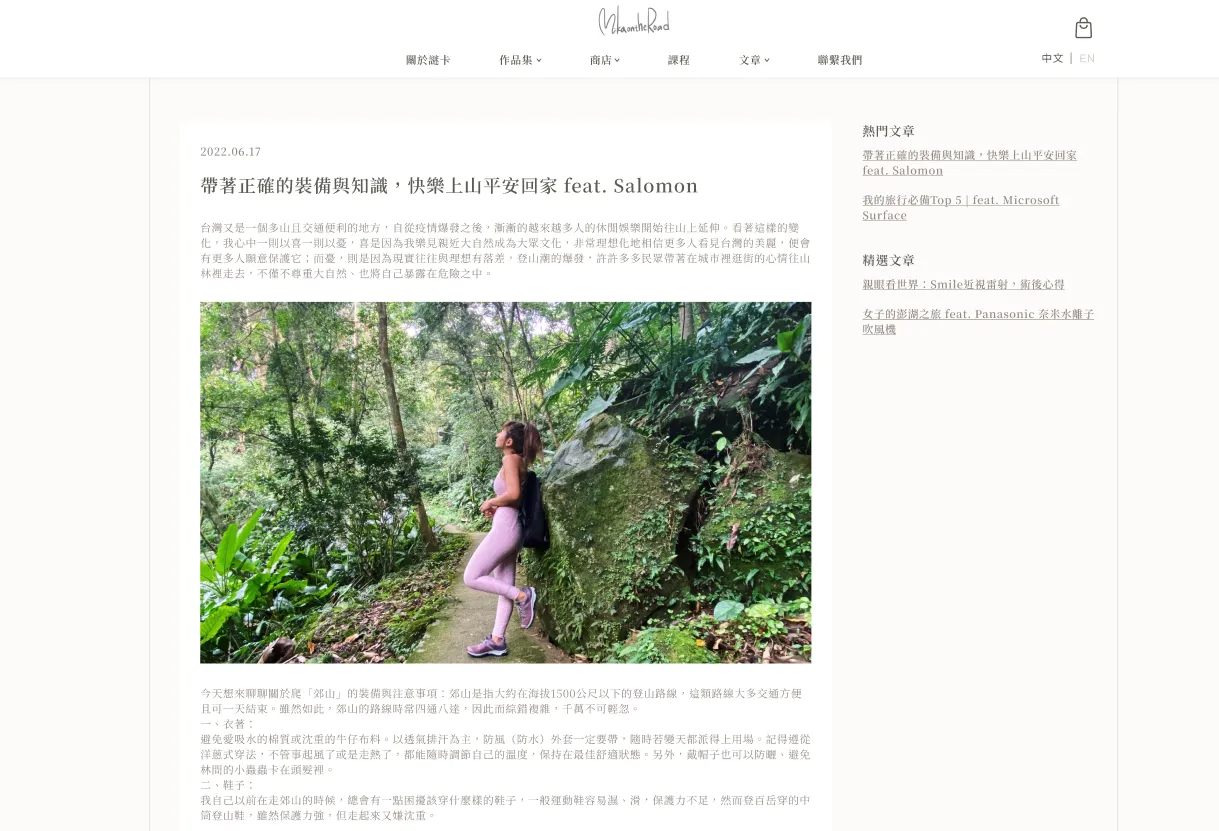 MkaontheRoad
關於謎卡 作品集 商店 課程 文章 聯繫我們
中文 | EN
2022.06.17
帶著正確的裝備與知識，快樂上山平安回家 feat. Salomon
台灣又是一個多山且交通便利的地方，自從疫情爆發之後，漸漸的越來越多人的休閒娛樂開始往山上延伸。看著這樣的變
化，我心中一則以喜一則以憂，喜是因為我樂見親近大自然成為大眾文化，非常理想化地相信更多人看見台灣的美麗，便會
有更多人願意保護它；而憂，則是因為現實往往與理想有落差，登山潮的爆發，許許多多民眾帶著在城市裡逛街的心情往山
林裡走去，不僅不尊重大自然、也將自己暴露在危險之中。
今天想來聊聊關於爬「郊山」的裝備與注意事項：郊山是指大約在海拔1500公尺以下的登山路線，這類路線大多交通方便
且可一天結束。雖然如此，郊山的路線時常四通八達，因此而綜錯複雜，千萬不可輕忽。
一、衣著：
避免愛吸水的棉質或沈重的牛仔布料。以透氣排汗為主，防風（防水）外套一定要帶，隨時若變天都派得上用場。記得遵從
洋蔥式穿法，不管事起風了或是走熱了，都能隨時調節自己的溫度，保持在最佳舒適狀態。另外，戴帽子也可以防曬、避免
林間的小蟲蟲卡在頭髮裡。
二、鞋子：
我自己以前在走郊山的時候，總會有一點困擾該穿什麼樣的鞋子，一般運動鞋容易濕、滑，保護力不足，然而登百岳穿的中
筒登山鞋，雖然保護力強，但走起來又嫌沈重。
熱門文章
帶著正確的裝備與知識，快樂上山平安回家
feat. Salomon
我的旅行必備Top 5 | feat. Microsoft
Surface
精選文章
親眼看世界：Smile近視雷射，術後心得
女子的澎湖之旅 feat. Panasonic 奈米水離子
吹風機